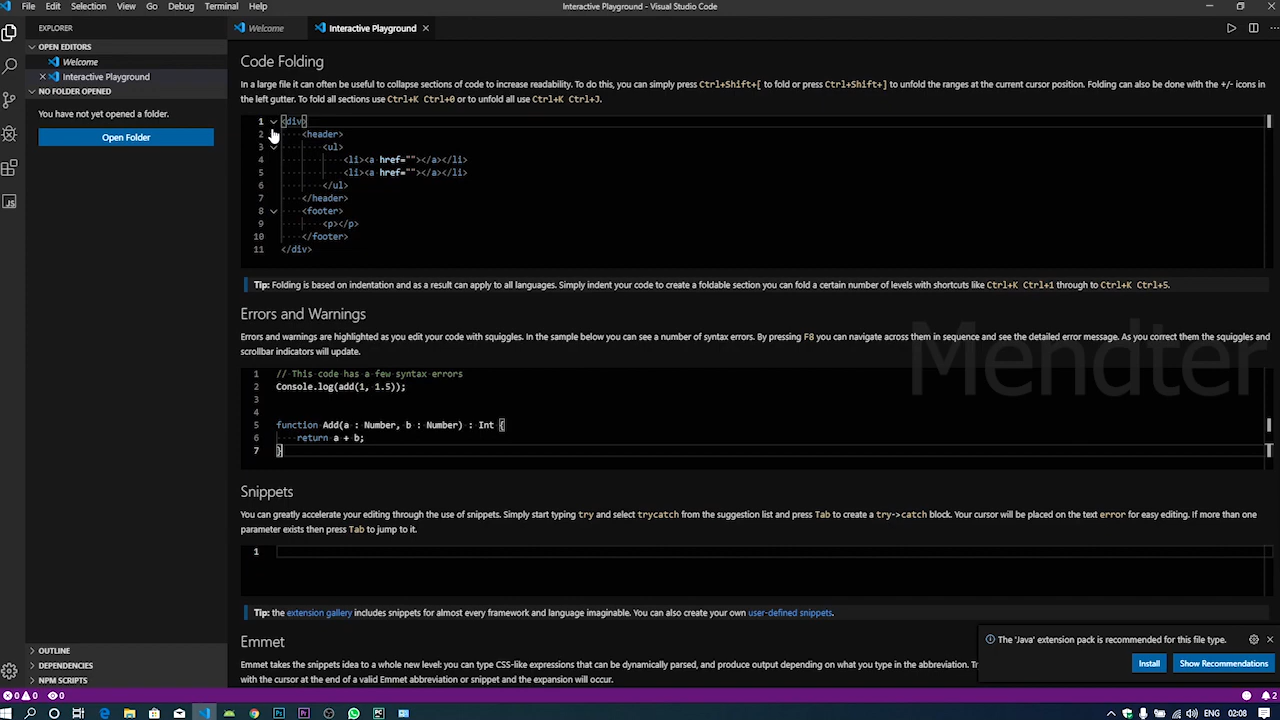 File Edit Selection View Go Debug Terminal Help
Interactive Playground - Visual Studio Code
EXPLORER
Welcome
Interactive Playground
OPEN EDITORS
Welcome
Interactive Playground
NO FOLDER OPENED
You have not yet opened a folder.
Open Folder
Code Folding
In a large file it can often be useful to collapse sections of code to increase readability. To do this, you can simply press Ctrl+Shift+[ to fold or press Ctrl+Shift+] to unfold the ranges at the current cursor position. Folding can also be done with the +/- icons in
the left gutter. To fold all sections use Ctrl+K Ctrl+0 or to unfold all use Ctrl+K Ctrl+J.
1 <div>
2 <header>
3 <ul>
4 <li><a href=""></a></li>
5 <li><a href=""></a></li>
6 </ul>
7 </header>
8 <footer>
9 <p></p>
10 </footer>
11 </div>
Tip: Folding is based on indentation and as a result can apply to all languages. Simply indent your code to create a foldable section you can fold a certain number of levels with shortcuts like Ctrl+K Ctrl+1 through to Ctrl+K Ctrl+5.
Errors and Warnings
Errors and warnings are highlighted as you edit your code with squiggles. In the sample below you can see a number of syntax errors. By pressing F8 you can navigate across them in sequence and see the detailed error message. As you correct them the squiggles and
scrollbar indicators will update.
Mendter
1 // This code has a few syntax errors
2 Console.log(add(1, 1.5));
3
4
5 function Add(a : Number, b : Number) : Int {
6 return a + b;
7 }
Snippets
You can greatly accelerate your editing through the use of snippets. Simply start typing try and select trycatch from the suggestion list and press Tab to create a try->catch block. Your cursor will be placed on the text error for easy editing. If more than one
parameter exists then press Tab to jump to it.
1
Tip: the extension gallery includes snippets for almost every framework and language imaginable. You can also create your own user-defined snippets.
Emmet
Emmet takes the snippets idea to a whole new level: you can type CSS-like expressions that can be dynamically parsed, and produce output depending on what you type in the abbreviation. Tr
with the cursor at the end of a valid Emmet abbreviation or snippet and the expansion will occur.
The 'Java' extension pack is recommended for this file type.
Install
Show Recommendations
OUTLINE
DEPENDENCIES
NPM SCRIPTS
0 0 0
2
ENG 02:08